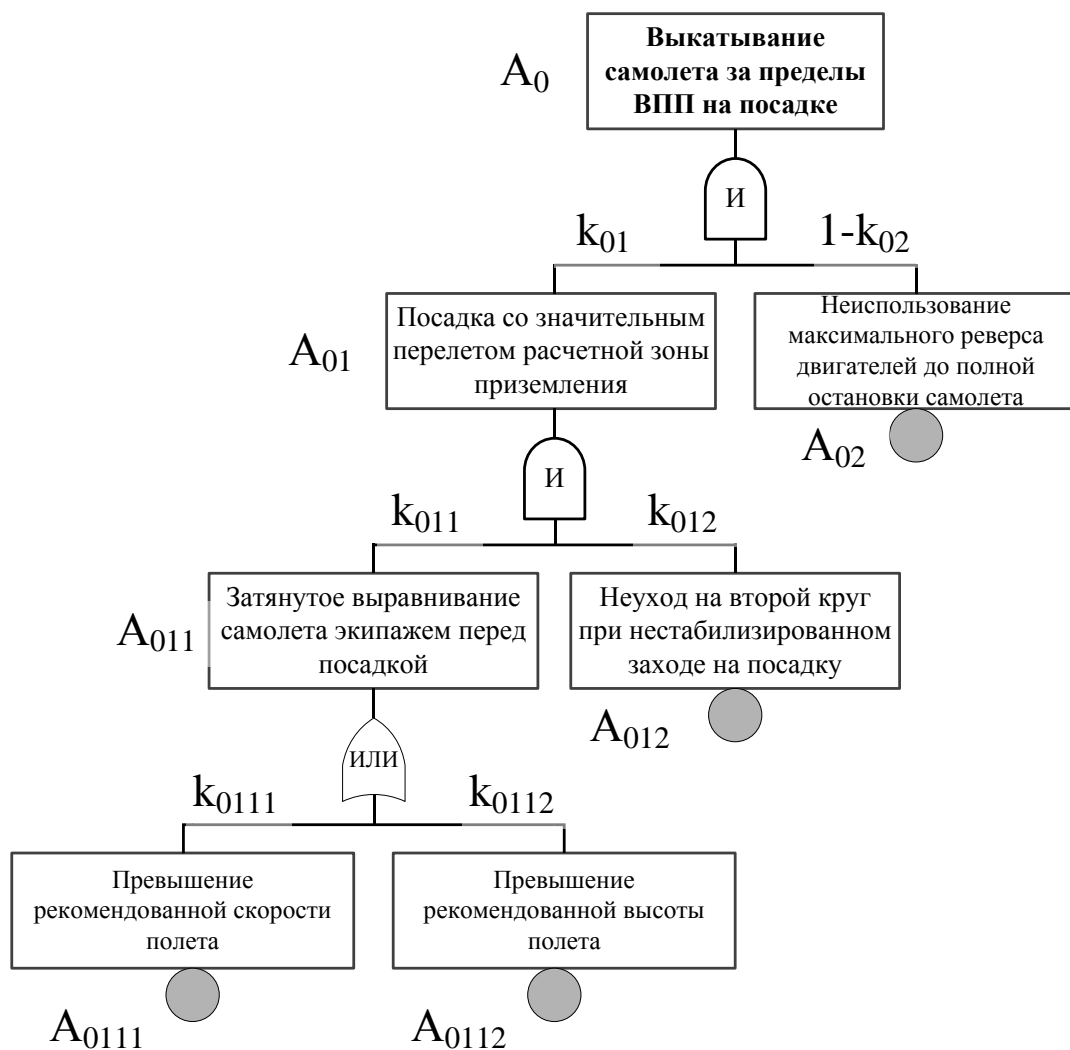 Выкатывание
самолета за пределы
ВПП на посадке
A₀
И
k₀₁
1-k₀₂
Посадка со значительным
перелетом расчетной зоны
приземления
A₀₁
Неиспользование
максимального реверса
двигателей до полной
остановки самолета
A₀₂
И
k₀₁₁
k₀₁₂
Затянутое выравнивание
самолета экипажем перед
посадкой
A₀₁₁
Неуход на второй круг
при нестабилизированном
заходе на посадку
A₀₁₂
ИЛИ
k₀₁₁₁
k₀₁₁₂
Превышение
рекомендованной скорости
полета
A₀₁₁₁
Превышение
рекомендованной высоты
полета
A₀₁₁₂